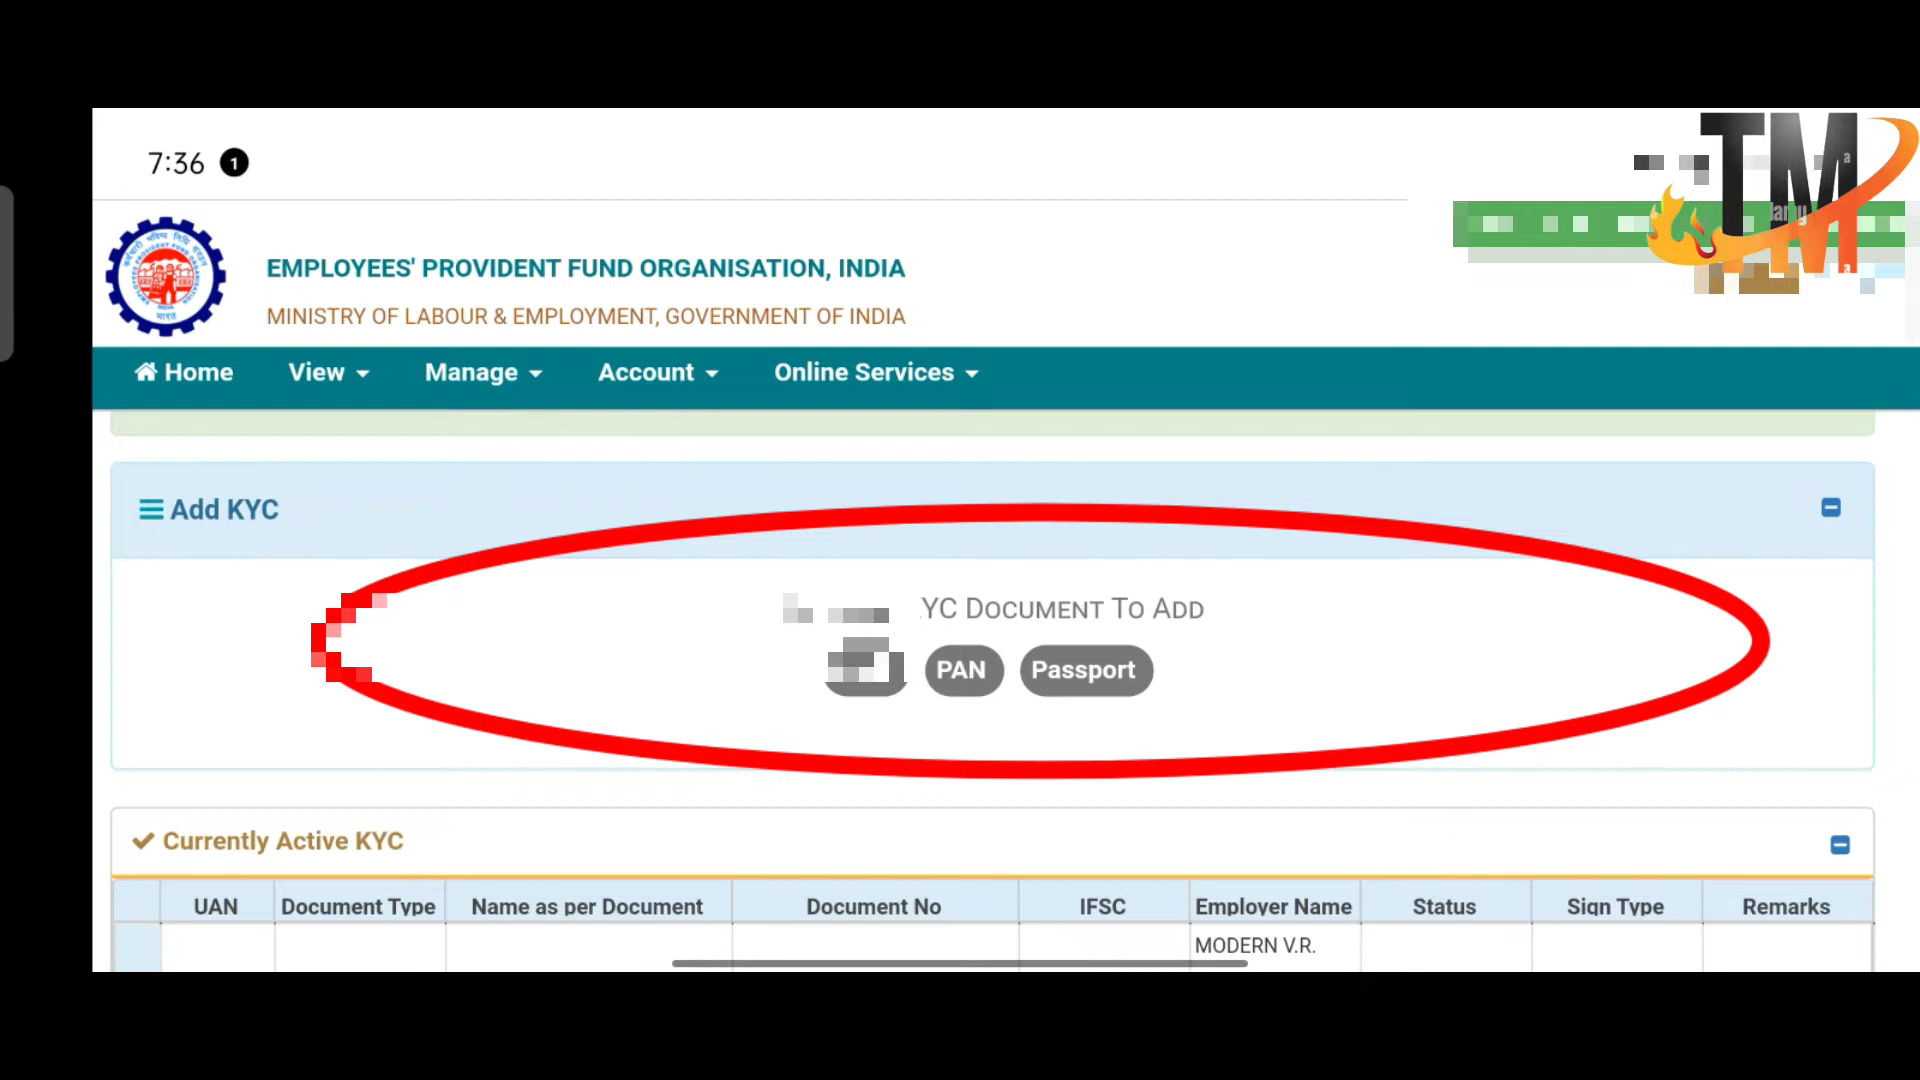 7:36 1
TM
EMPLOYEES' PROVIDENT FUND ORGANISATION, INDIA
MINISTRY OF LABOUR & EMPLOYMENT, GOVERNMENT OF INDIA
Home View Manage Account Online Services
Add KYC
YC DOCUMENT TO ADD
PAN Passport
Currently Active KYC
UAN Document Type Name as per Document Document No IFSC Employer Name Status Sign Type Remarks
MODERN V.R.